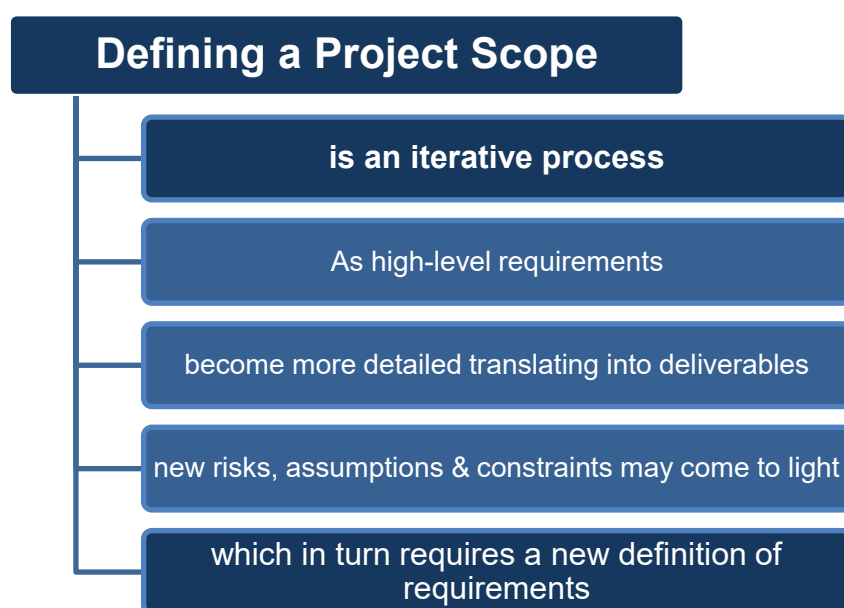 Defining a Project Scope
is an iterative process
As high-level requirements
become more detailed translating into deliverables
new risks, assumptions & constraints may come to light
which in turn requires a new definition of
requirements